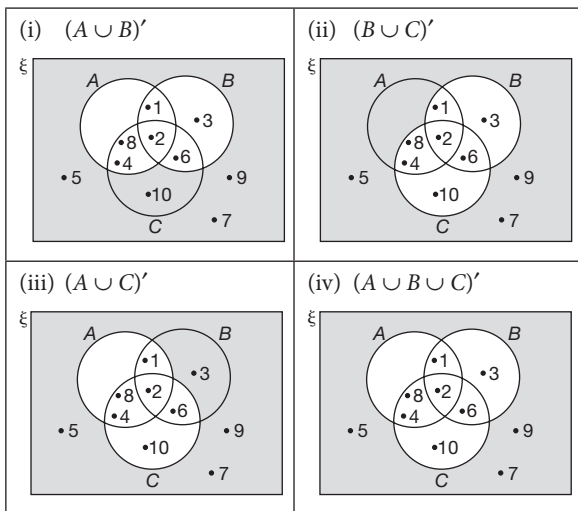 (i) (A ∪ B)′
ξ
A
B
• 1
• 3
• 8
• 2
• 4
• 6
• 5
• 9
• 10
• 7
C
(ii) (B ∪ C)′
ξ
A
B
• 1
• 3
• 8
• 2
• 4
• 6
• 5
• 9
• 10
• 7
C
(iii) (A ∪ C)′
ξ
A
B
• 1
• 3
• 8
• 2
• 4
• 6
• 5
• 9
• 10
• 7
C
(iv) (A ∪ B ∪ C)′
ξ
A
B
• 1
• 3
• 8
• 2
• 4
• 6
• 5
• 9
• 10
• 7
C